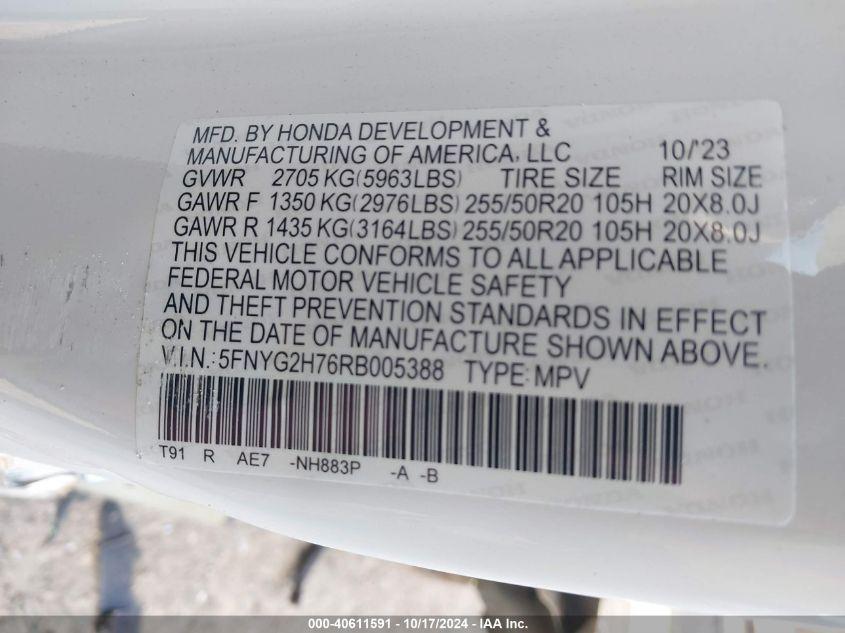 MFD. BY HONDA DEVELOPMENT &
MANUFACTURING OF AMERICA, LLC 10/'23
GVWR 2705 KG(5963LBS) TIRE SIZE RIM SIZE
GAWR F 1350 KG(2976LBS) 255/50R20 105H 20X8.0J
GAWR R 1435 KG(3164LBS) 255/50R20 105H 20X8.0J
THIS VEHICLE CONFORMS TO ALL APPLICABLE
FEDERAL MOTOR VEHICLE SAFETY
AND THEFT PREVENTION STANDARDS IN EFFECT
ON THE DATE OF MANUFACTURE SHOWN ABOVE.
V.I.N.: 5FNYG2H76RB005388 TYPE: MPV
T91 R AE7 -NH883P -A -B
000-40611591 - 10/17/2024 - IAA Inc.